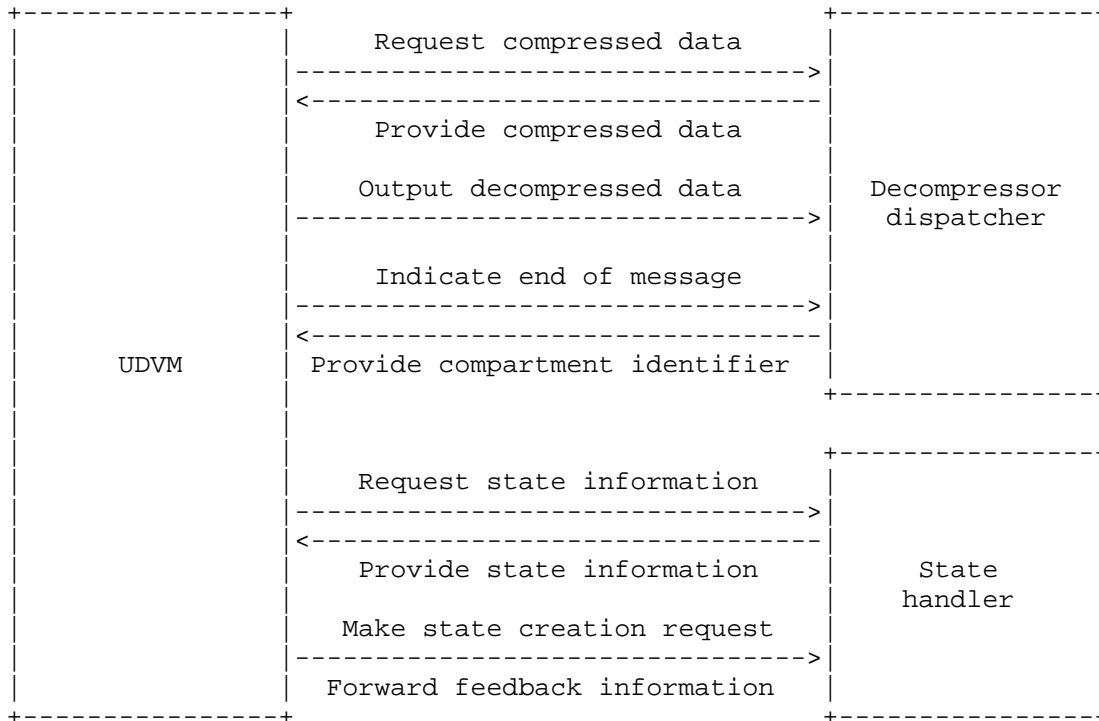 Request compressed data
Provide compressed data
Output decompressed data
Decompressor
dispatcher
Indicate end of message
UDVM
Provide compartment identifier
Request state information
Provide state information
State
handler
Make state creation request
Forward feedback information